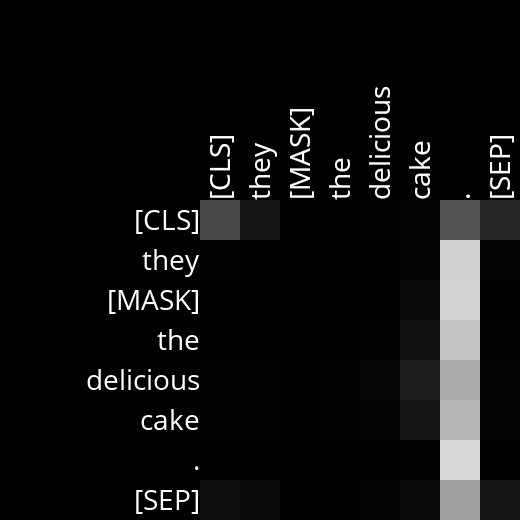 [CLS] they [MASK] the delicious cake . [SEP]
[CLS]
they
[MASK]
the
delicious
cake
.
[SEP]